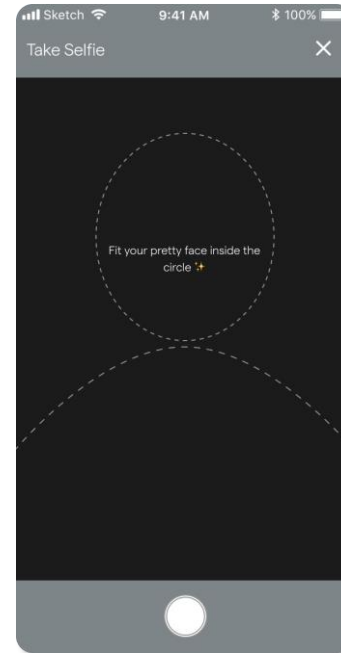 Sketch 9:41 AM 100%
Take Selfie
Fit your pretty face inside the
circle ✨